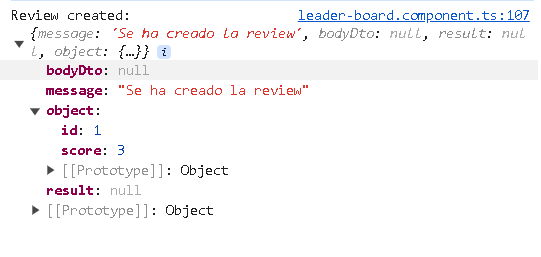 Review created: leader-board.component.ts:107
{message: 'Se ha creado la review', bodyDto: null, result: nul
l, object: {…}} i
bodyDto: null
message: "Se ha creado la review"
object:
id: 1
score: 3
[[Prototype]]: Object
result: null
[[Prototype]]: Object